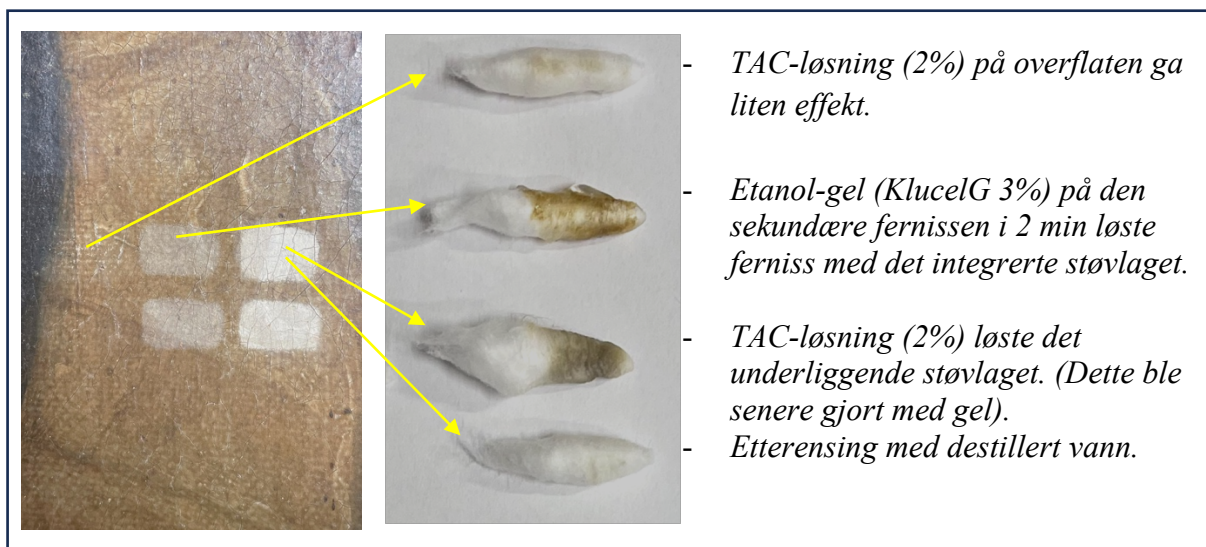 - TAC-løsning (2%) på overflaten ga
liten effekt.
- Etanol-gel (KlucelG 3%) på den
sekundære fernissen i 2 min løste
ferniss med det integrerte støvlaget.
- TAC-løsning (2%) løste det
underliggende støvlaget. (Dette ble
senere gjort med gel).
- Etterensing med destillert vann.